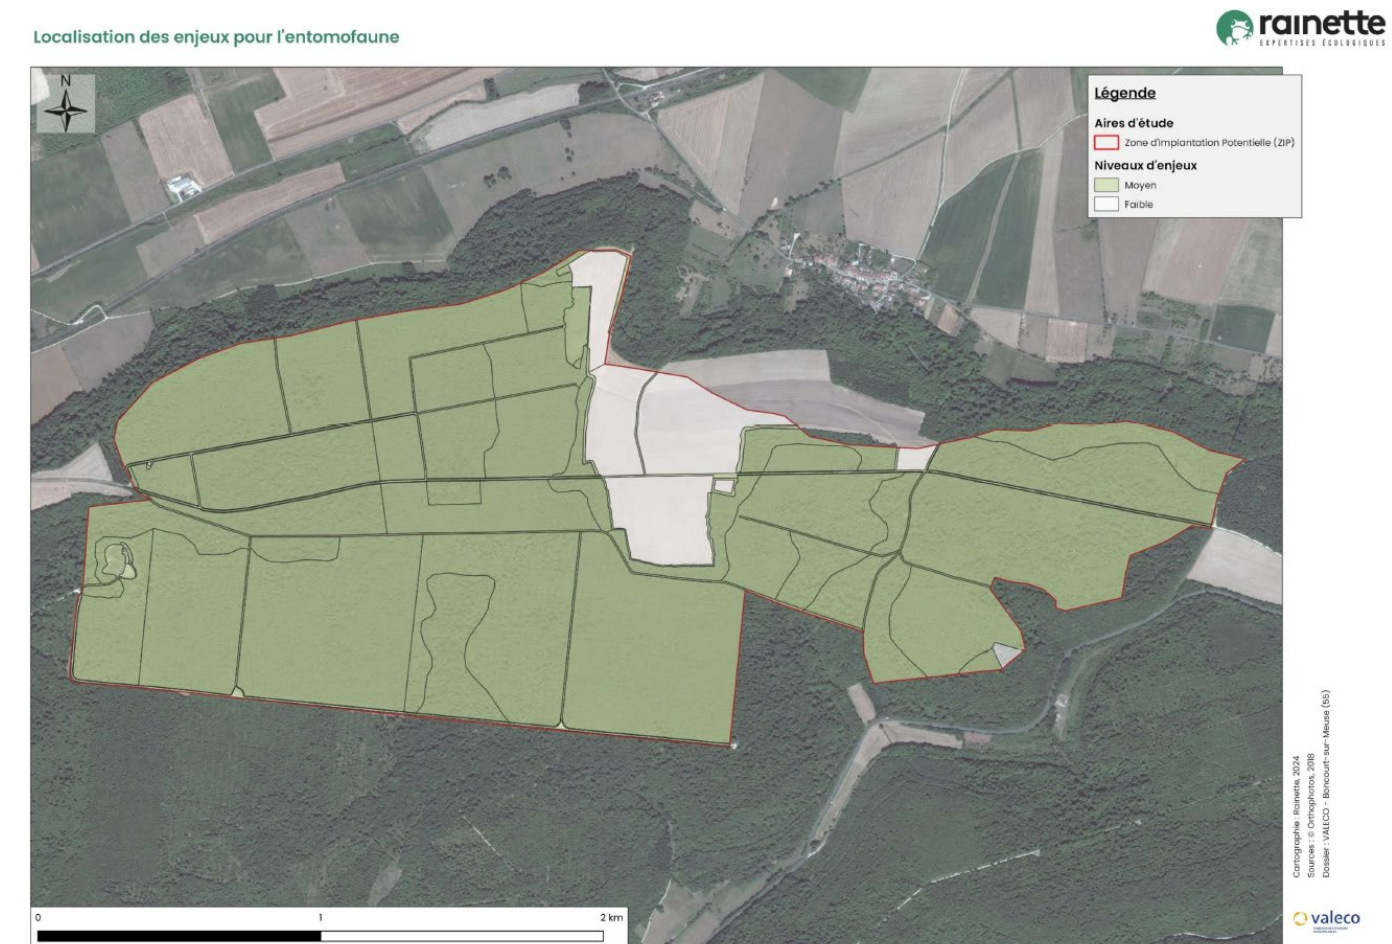 Localisation des enjeux pour l'entomofaune
rainette
EXPERTISES ÉCOLOGIQUES
N
Légende
Aires d'étude
Zone d'Implantation Potentielle (ZIP)
Niveaux d'enjeux
Moyen
Faible
Cartographie : Rainette, 2024
Sources : © Orthophotos, 2018
Dossier : VALECO - Boncourt-sur-Meuse (55)
0 1 2 km
valeco